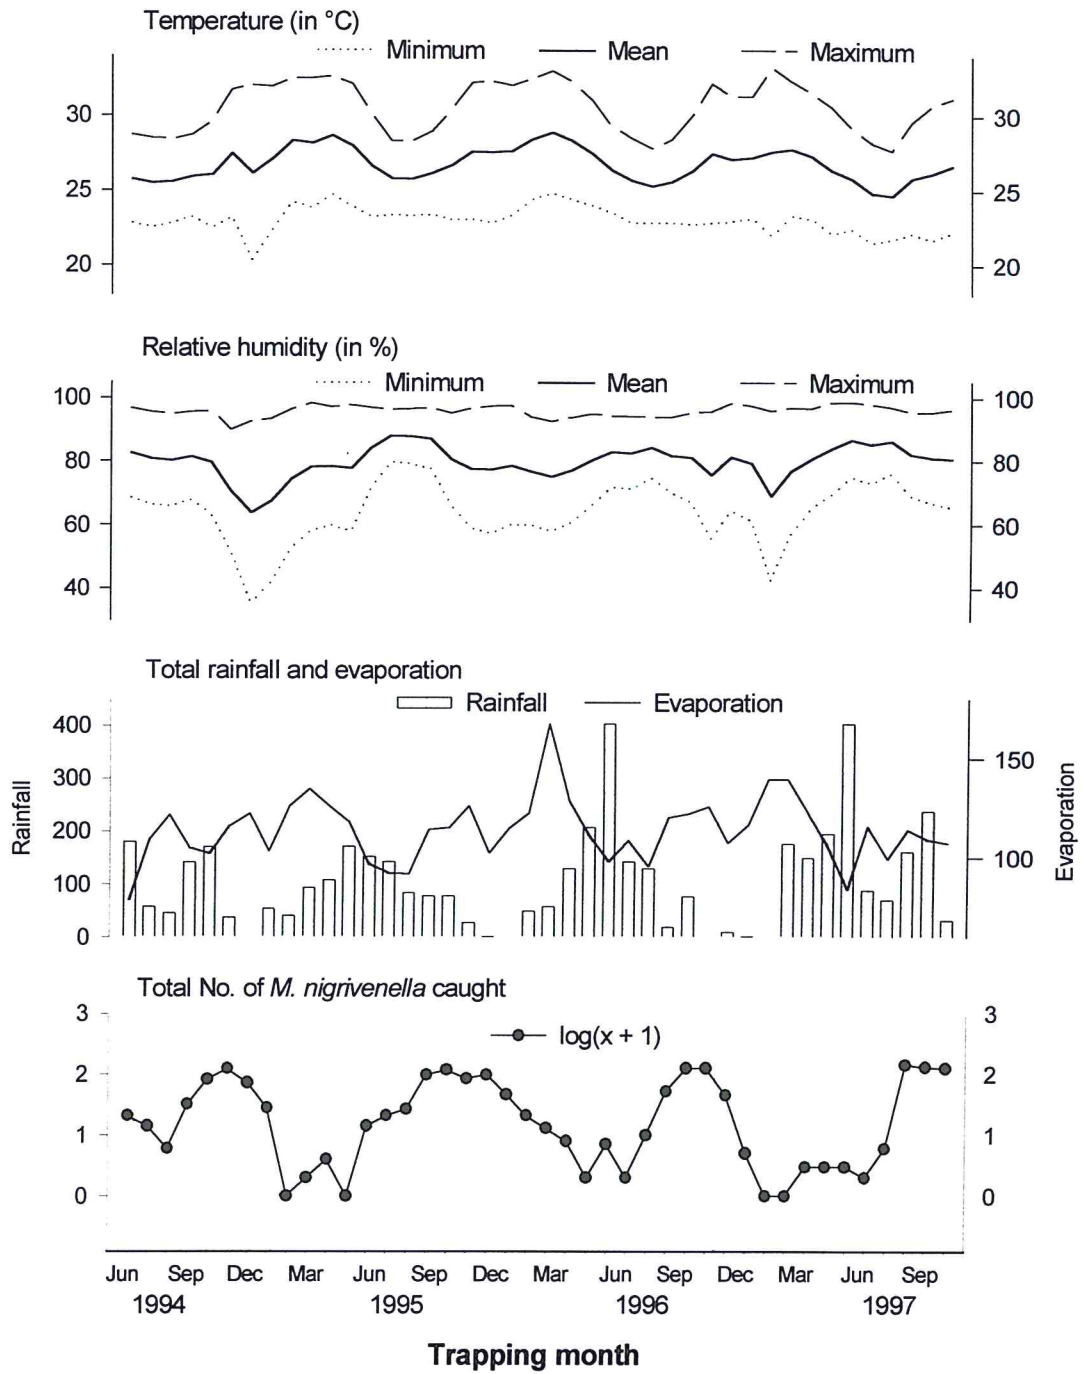 Temperature (in °C)
Minimum Mean Maximum
30 30
25 25
20 20
Relative humidity (in %)
Minimum Mean Maximum
100 100
80 80
60 60
40 40
Total rainfall and evaporation
Rainfall Evaporation
400
300
200
100
0
150
100
Rainfall
Evaporation
Total No. of M. nigrivenella caught
log(x + 1)
3 3
2 2
1 1
0 0
Jun Sep Dec Mar Jun Sep Dec Mar Jun Sep Dec Mar Jun Sep
1994 1995 1996 1997
Trapping month